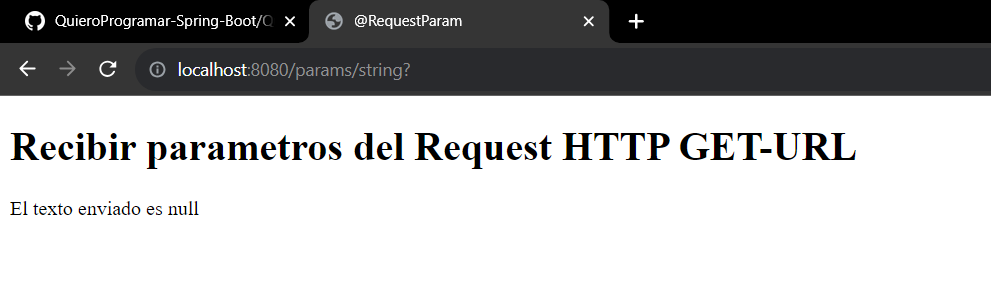 QuieroProgramar-Spring-Boot/Q
@RequestParam
localhost:8080/params/string?
Recibir parametros del Request HTTP GET-URL
El texto enviado es null